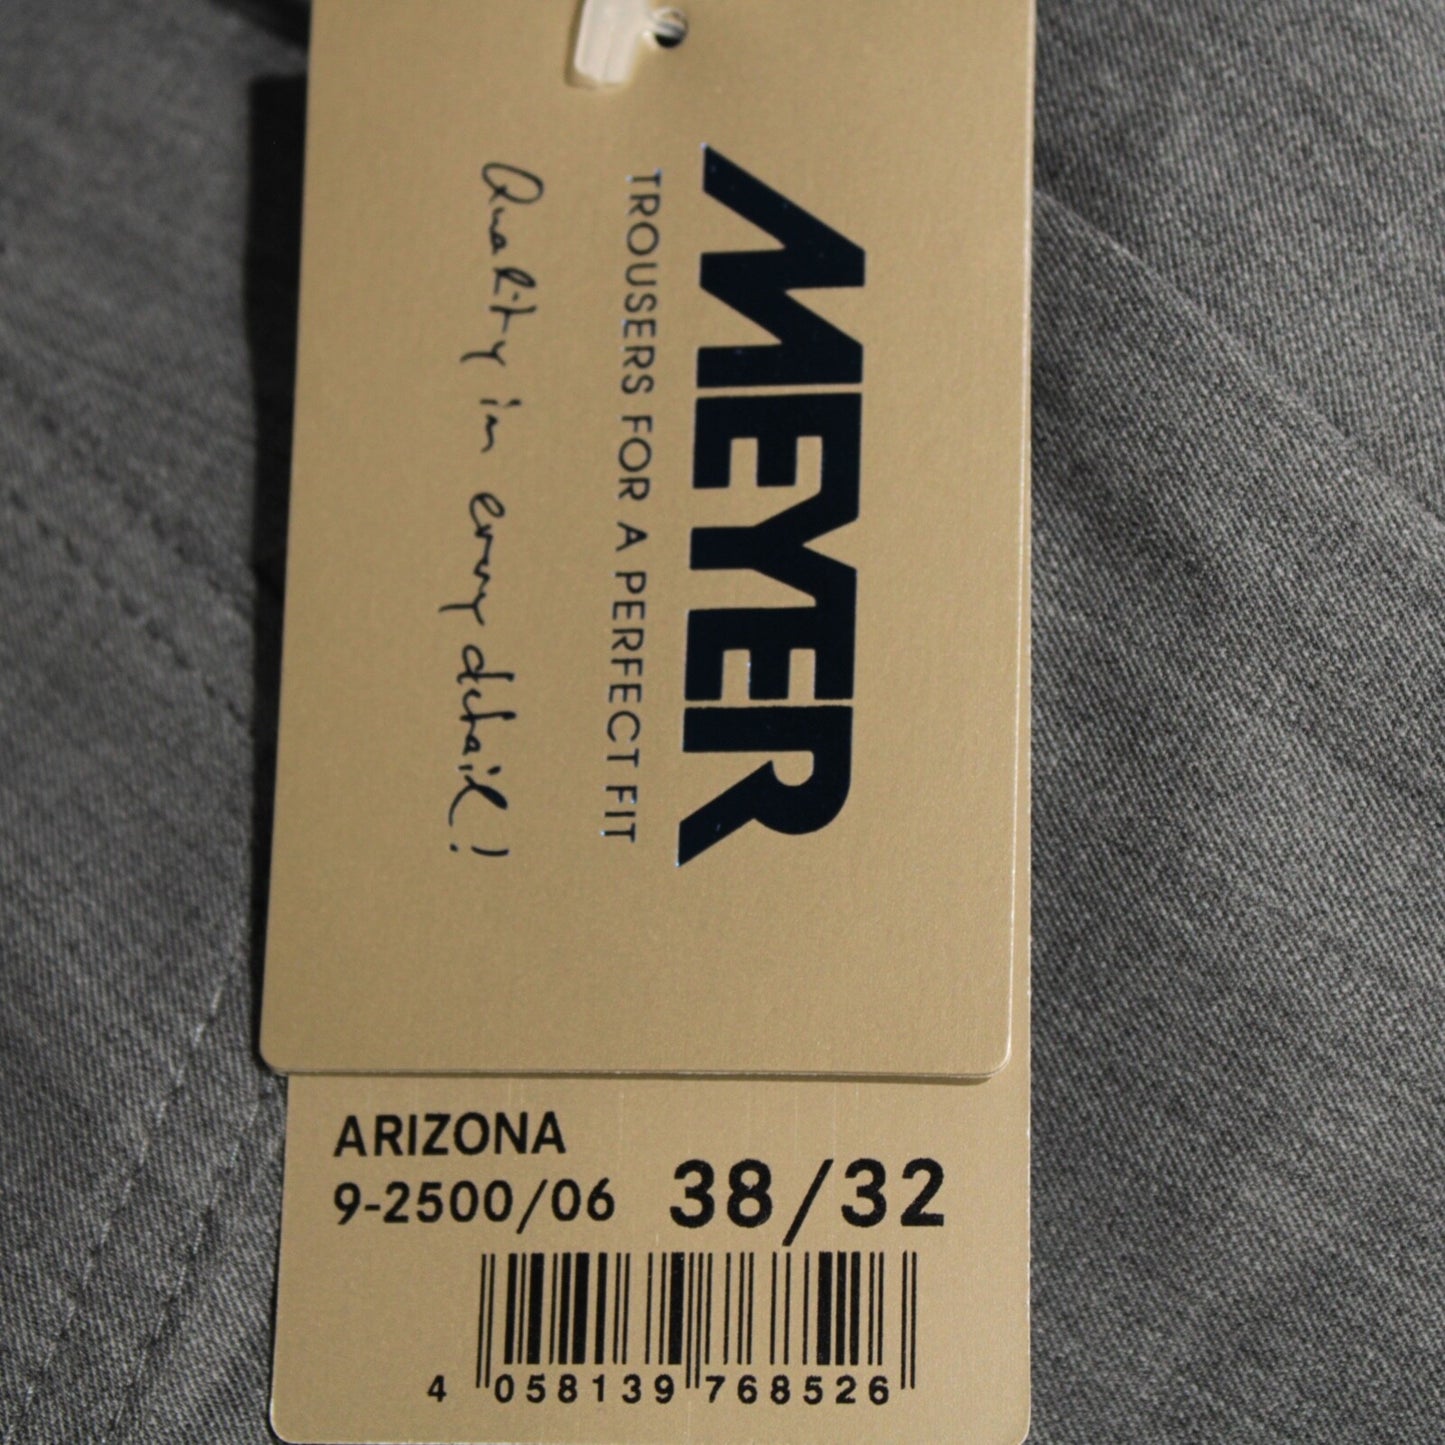 MEYER
TROUSERS FOR A PERFECT FIT
Quality in every detail!
ARIZONA
9-2500/06
38/32
4 058139 768526